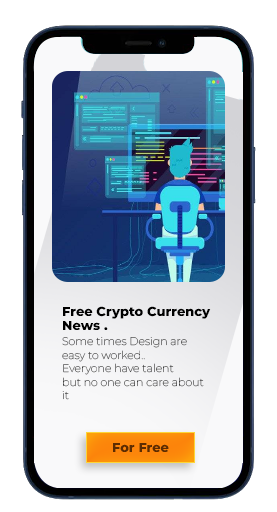 Free Crypto Currency
News .
Some times Design are
easy to worked..
Everyone have talent
but no one can care about
it
For Free